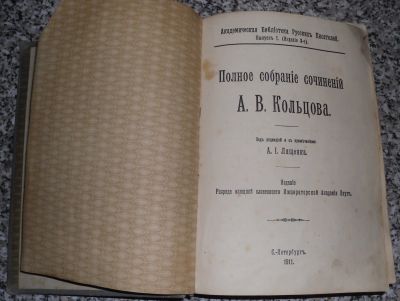 Академическая Библіотека Русскихъ Писателей.
Выпускъ 1. (Изданіе 3-е).
Полное собраніе сочиненій
А. В. Кольцова.
Подъ редакціей и съ примѣчаніями
А. І. Лященка.
Изданіе
Разряда изящной словесности Императорской Академіи Наукъ.
С.-Петербургъ.
1911.